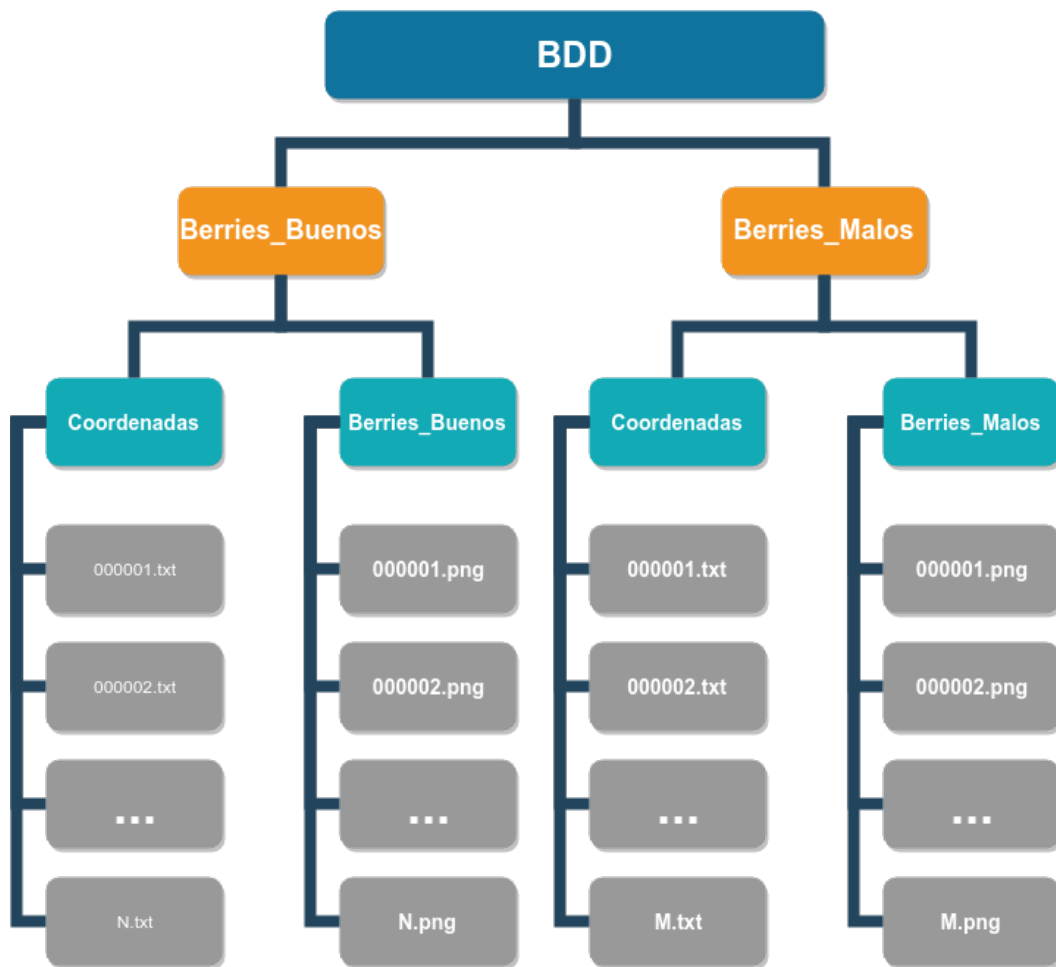 BDD
Berries_Buenos
Berries_Malos
Coordenadas
Berries_Buenos
Coordenadas
Berries_Malos
000001.txt
000001.png
000001.txt
000001.png
000002.txt
000002.png
000002.txt
000002.png
...
...
...
...
N.txt
N.png
M.txt
M.png